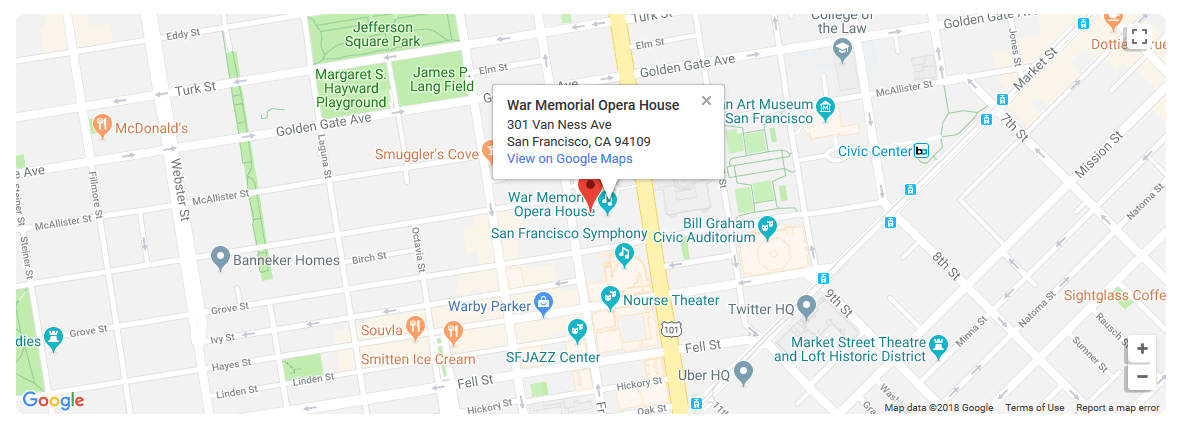 Jefferson
Square Park
Turk St
Golden Gate Ave
College of
the Law
Jones St
Market St
Eddy St
Elm St
Golden Gate Ave
Elm St
Margaret S.
Hayward
Playground
James P.
Lang Field
Turk St
McAllister St
7th St
Mission St
McDonald's
Golden Gate Ave
Laguna St
Smuggler's Cove
War Memorial Opera House
301 Van Ness Ave
San Francisco, CA 94109
View on Google Maps
Art Museum
San Francisco
Civic Center
Fillmore St
Webster St
McAllister St
McAllister St
Steiner St
Natoma St
War Memorial
Opera House
San Francisco Symphony
Bill Graham
Civic Auditorium
Octavia St
Banneker Homes
Birch St
8th St
9th St
Grove St
Grove St
Warby Parker
Nourse Theater
Twitter HQ
Sightglass Coffe
Natoma St
Minna St
Rausch St
Sumner St
Souvla
Smitten Ice Cream
SFJAZZ Center
101
Market Street Theatre
and Loft Historic District
Fell St
Hayes St
Linden St
Linden St
Fell St
Hickory St
Hickory St
Oak St
Uber HQ
11th St
+
−
Google
Map data ©2018 Google
Terms of Use
Report a map error